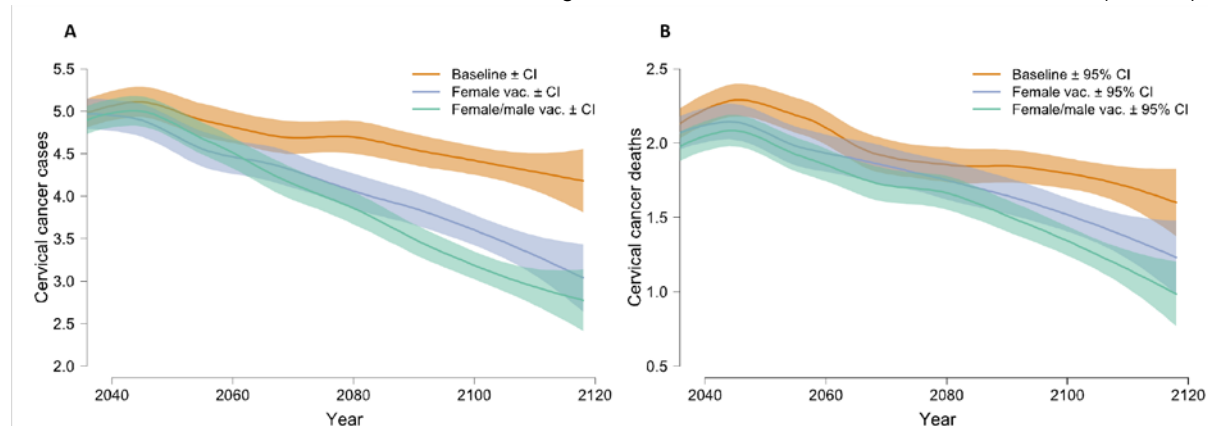 A
B
5.5
5.0
4.5
4.0
3.5
3.0
2.5
2.0
Cervical cancer cases
Baseline ± CI
Female vac. ± CI
Female/male vac. ± CI
2040
2060
2080
2100
2120
Year
2.5
2.0
1.5
1.0
0.5
Cervical cancer deaths
Baseline ± 95% CI
Female vac. ± 95% CI
Female/male vac. ± 95% CI
2040
2060
2080
2100
2120
Year